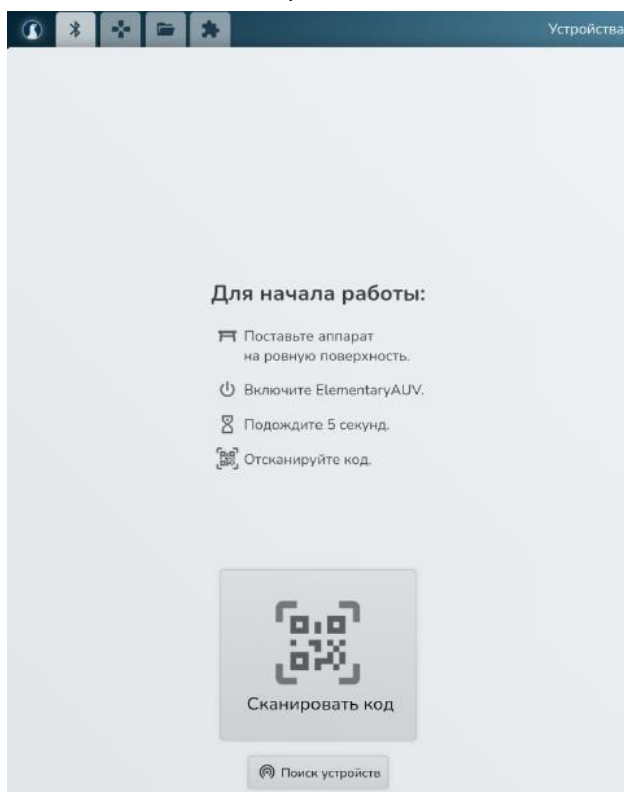 Устройства
Для начала работы:
Поставьте аппарат
на ровную поверхность.
Включите ElementaryAUV.
Подождите 5 секунд.
Отсканируйте код.
Сканировать код
Поиск устройств